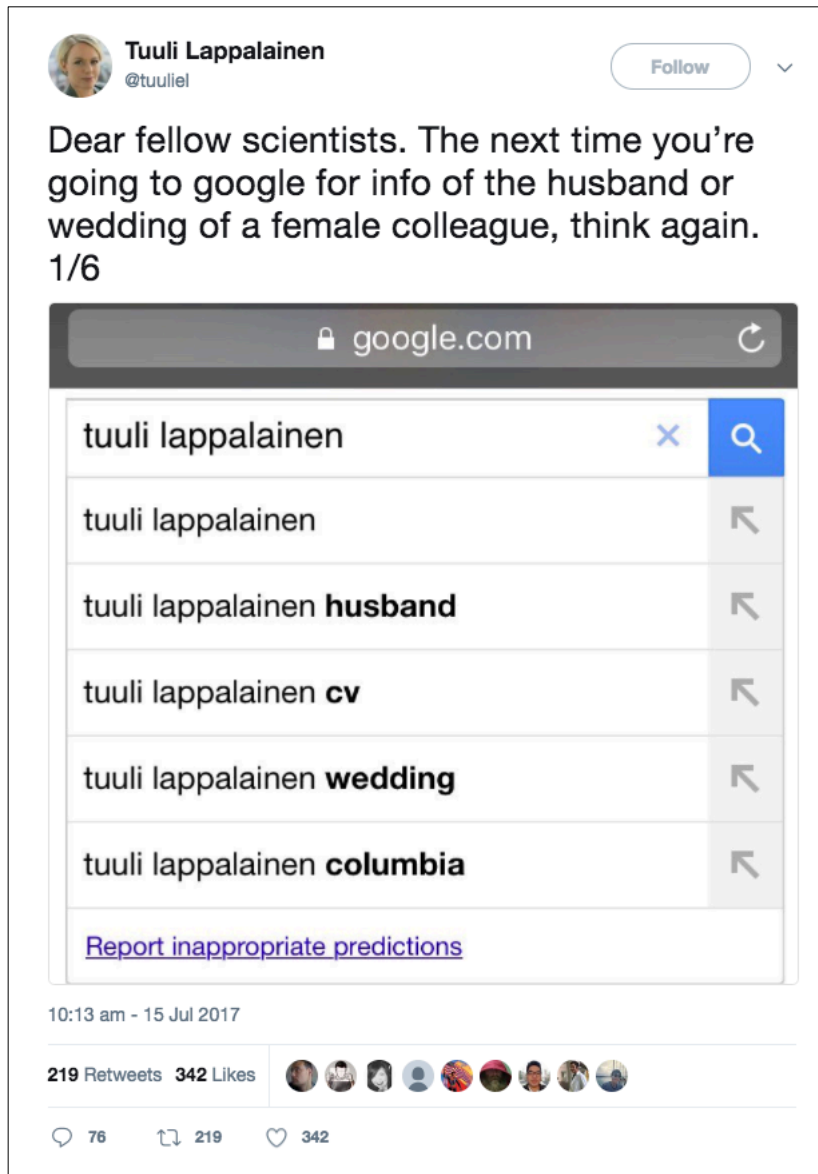 Tuuli Lappalainen
@tuuliel
Follow
Dear fellow scientists. The next time you’re
going to google for info of the husband or
wedding of a female colleague, think again.
1/6
google.com
tuuli lappalainen
tuuli lappalainen
tuuli lappalainen husband
tuuli lappalainen cv
tuuli lappalainen wedding
tuuli lappalainen columbia
Report inappropriate predictions
10:13 am - 15 Jul 2017
219 Retweets 342 Likes
76 219 342